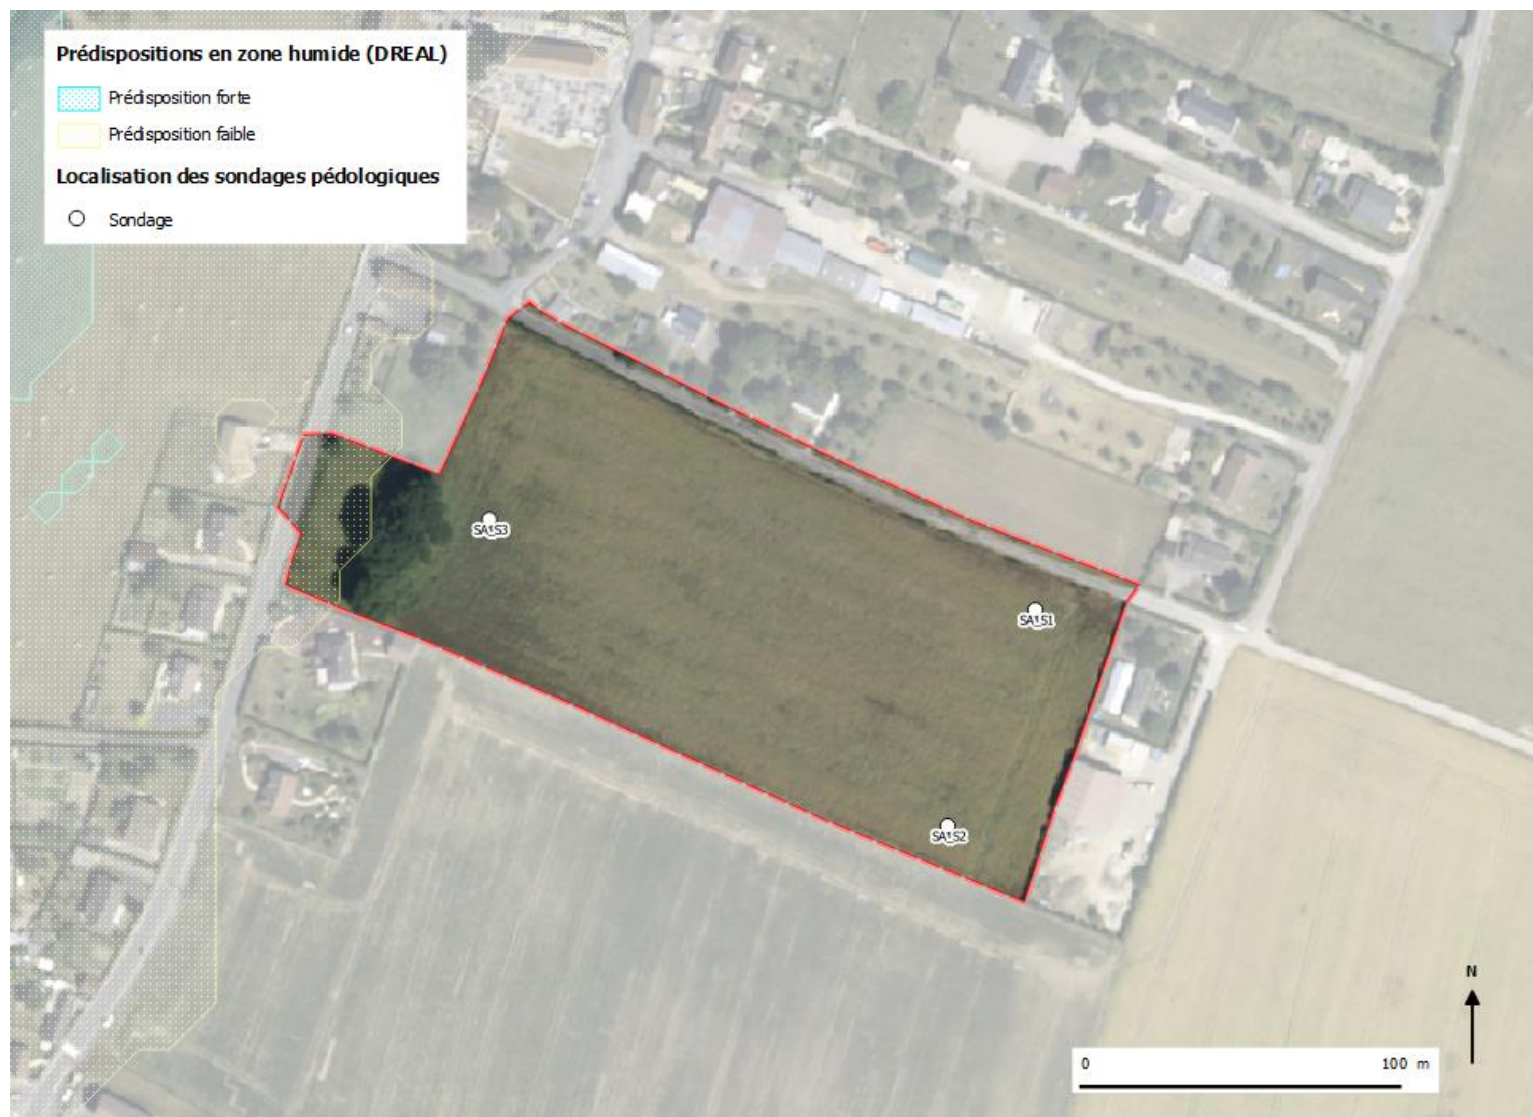 Prédispositions en zone humide (DREAL)
Prédisposition forte
Prédisposition faible
Localisation des sondages pédologiques
Sondage
SA1S3
SA1S1
SA1S2
N
0 100 m